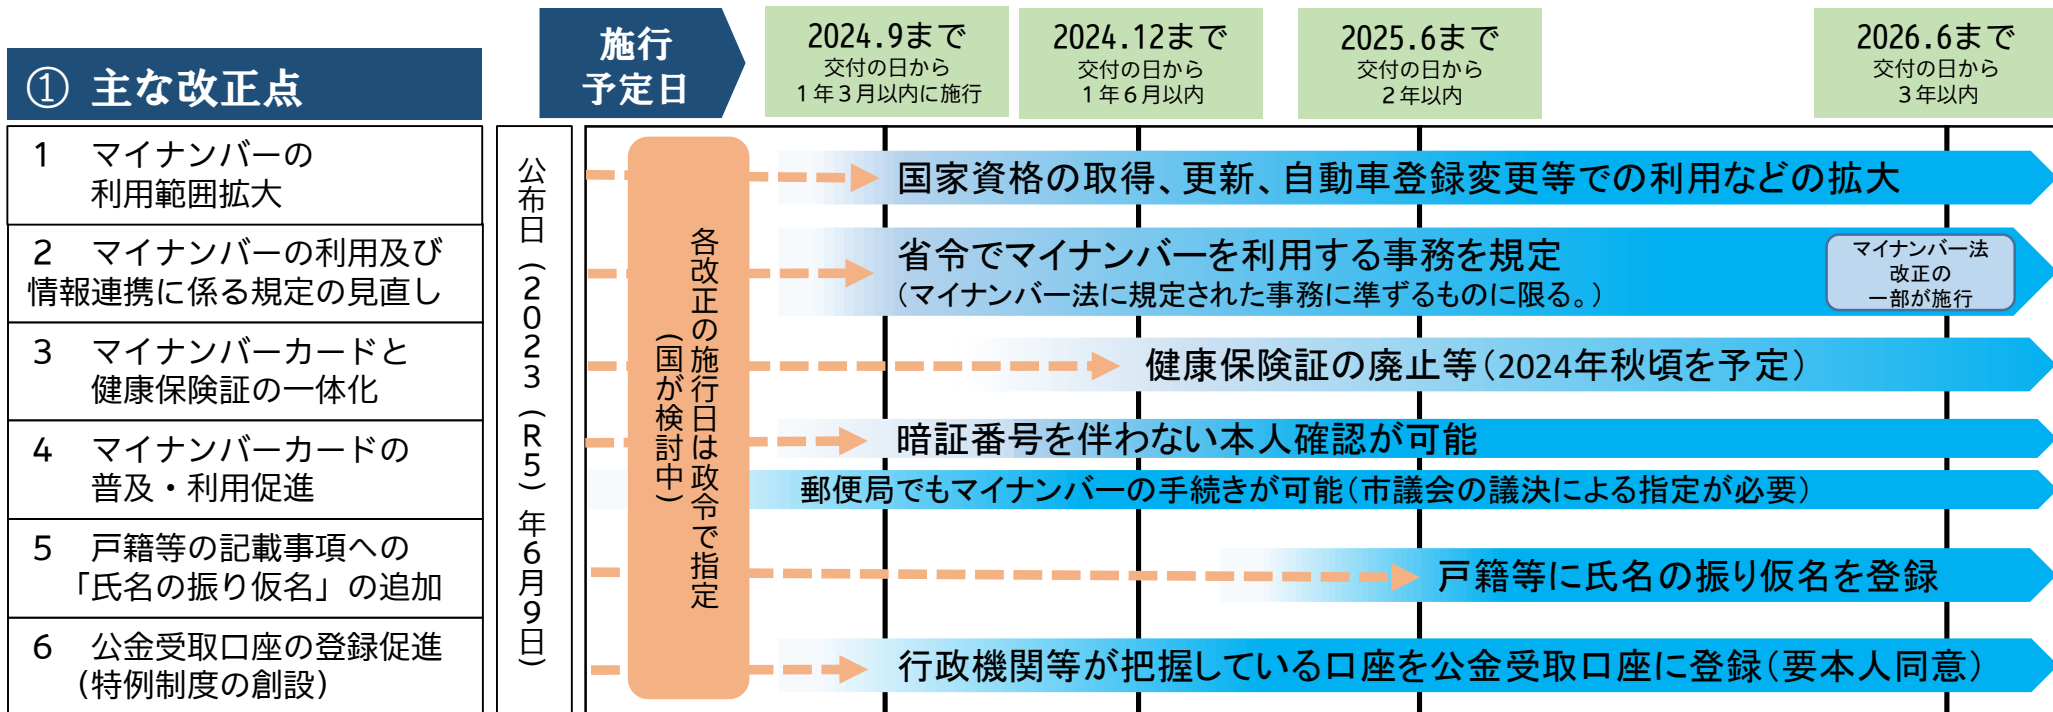 ① 主な改正点
施行
予定日
2024.9まで
交付の日から
1年3月以内に施行
2024.12まで
交付の日から
1年6月以内
2025.6まで
交付の日から
2年以内
2026.6まで
交付の日から
3年以内
公布日(2023(R5)年6月9日)
各改正の施行日は政令で指定
(国が検討中)
1 マイナンバーの
利用範囲拡大
国家資格の取得、更新、自動車登録変更等での利用などの拡大
2 マイナンバーの利用及び
情報連携に係る規定の見直し
省令でマイナンバーを利用する事務を規定
(マイナンバー法に規定された事務に準ずるものに限る。)
マイナンバー法
改正の
一部が施行
3 マイナンバーカードと
健康保険証の一体化
健康保険証の廃止等(2024年秋頃を予定)
4 マイナンバーカードの
普及・利用促進
暗証番号を伴わない本人確認が可能
郵便局でもマイナンバーの手続きが可能(市議会の議決による指定が必要)
5 戸籍等の記載事項への
「氏名の振り仮名」の追加
戸籍等に氏名の振り仮名を登録
6 公金受取口座の登録促進
(特例制度の創設)
行政機関等が把握している口座を公金受取口座に登録(要本人同意)